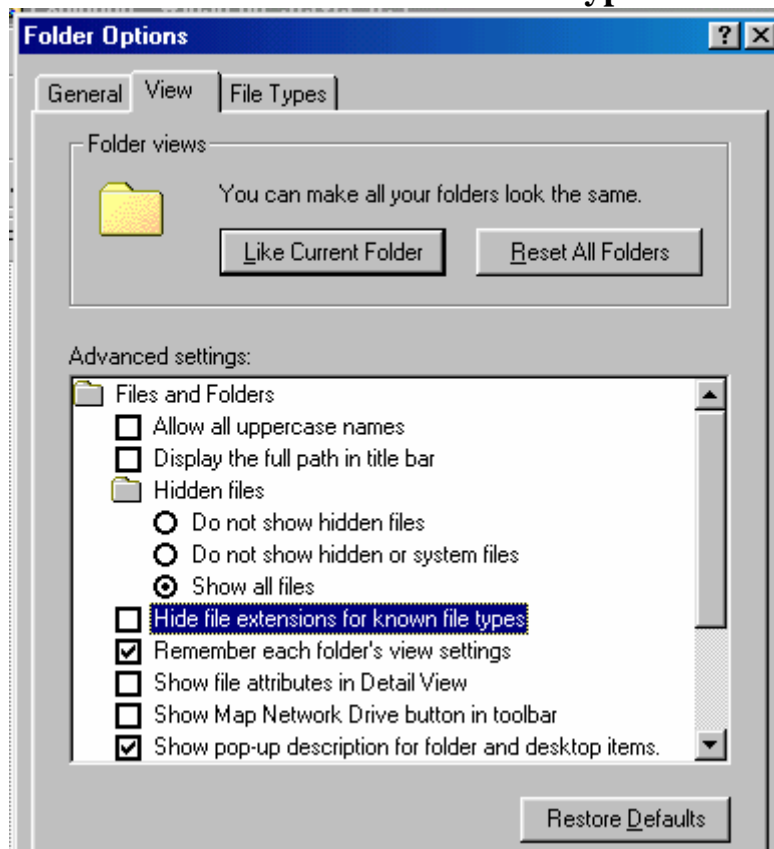 Folder Options
General View File Types
Folder views
You can make all your folders look the same.
Like Current Folder Reset All Folders
Advanced settings:
Files and Folders
Allow all uppercase names
Display the full path in title bar
Hidden files
Do not show hidden files
Do not show hidden or system files
Show all files
Hide file extensions for known file types
Remember each folder's view settings
Show file attributes in Detail View
Show Map Network Drive button in toolbar
Show pop-up description for folder and desktop items.
Restore Defaults